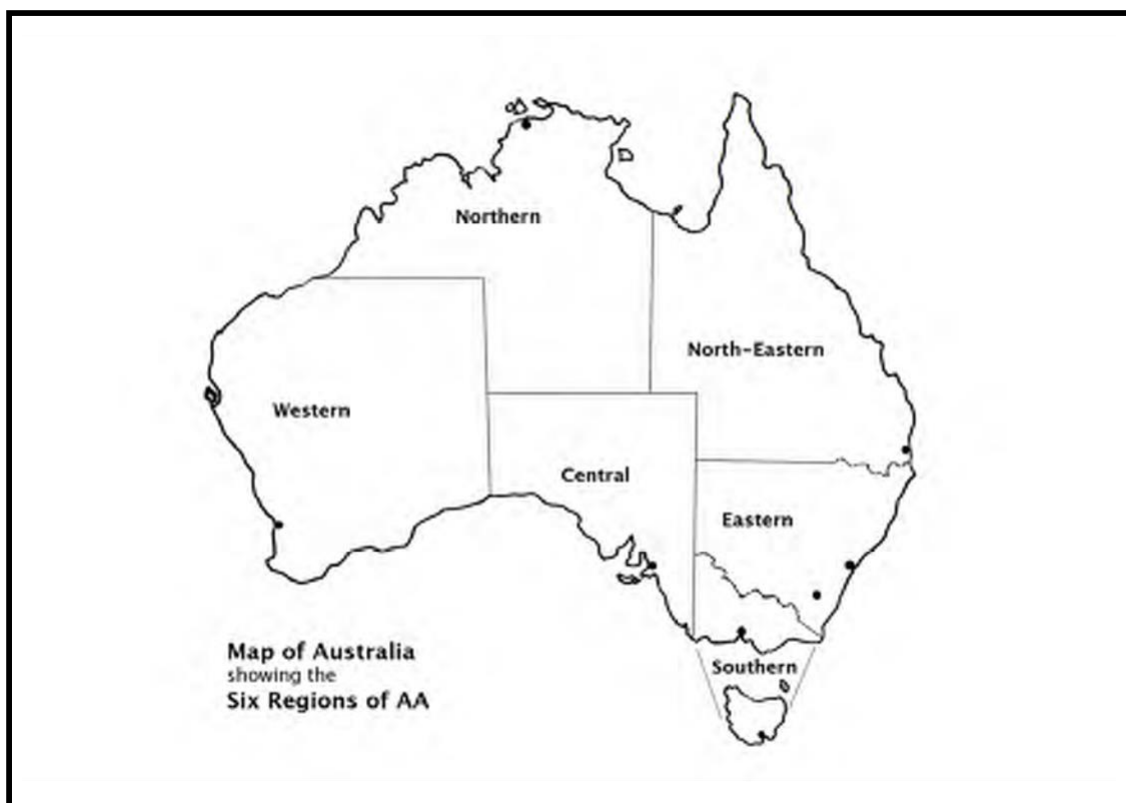 Northern
North-Eastern
Western
Central
Eastern
Southern
Map of Australia
showing the
Six Regions of AA